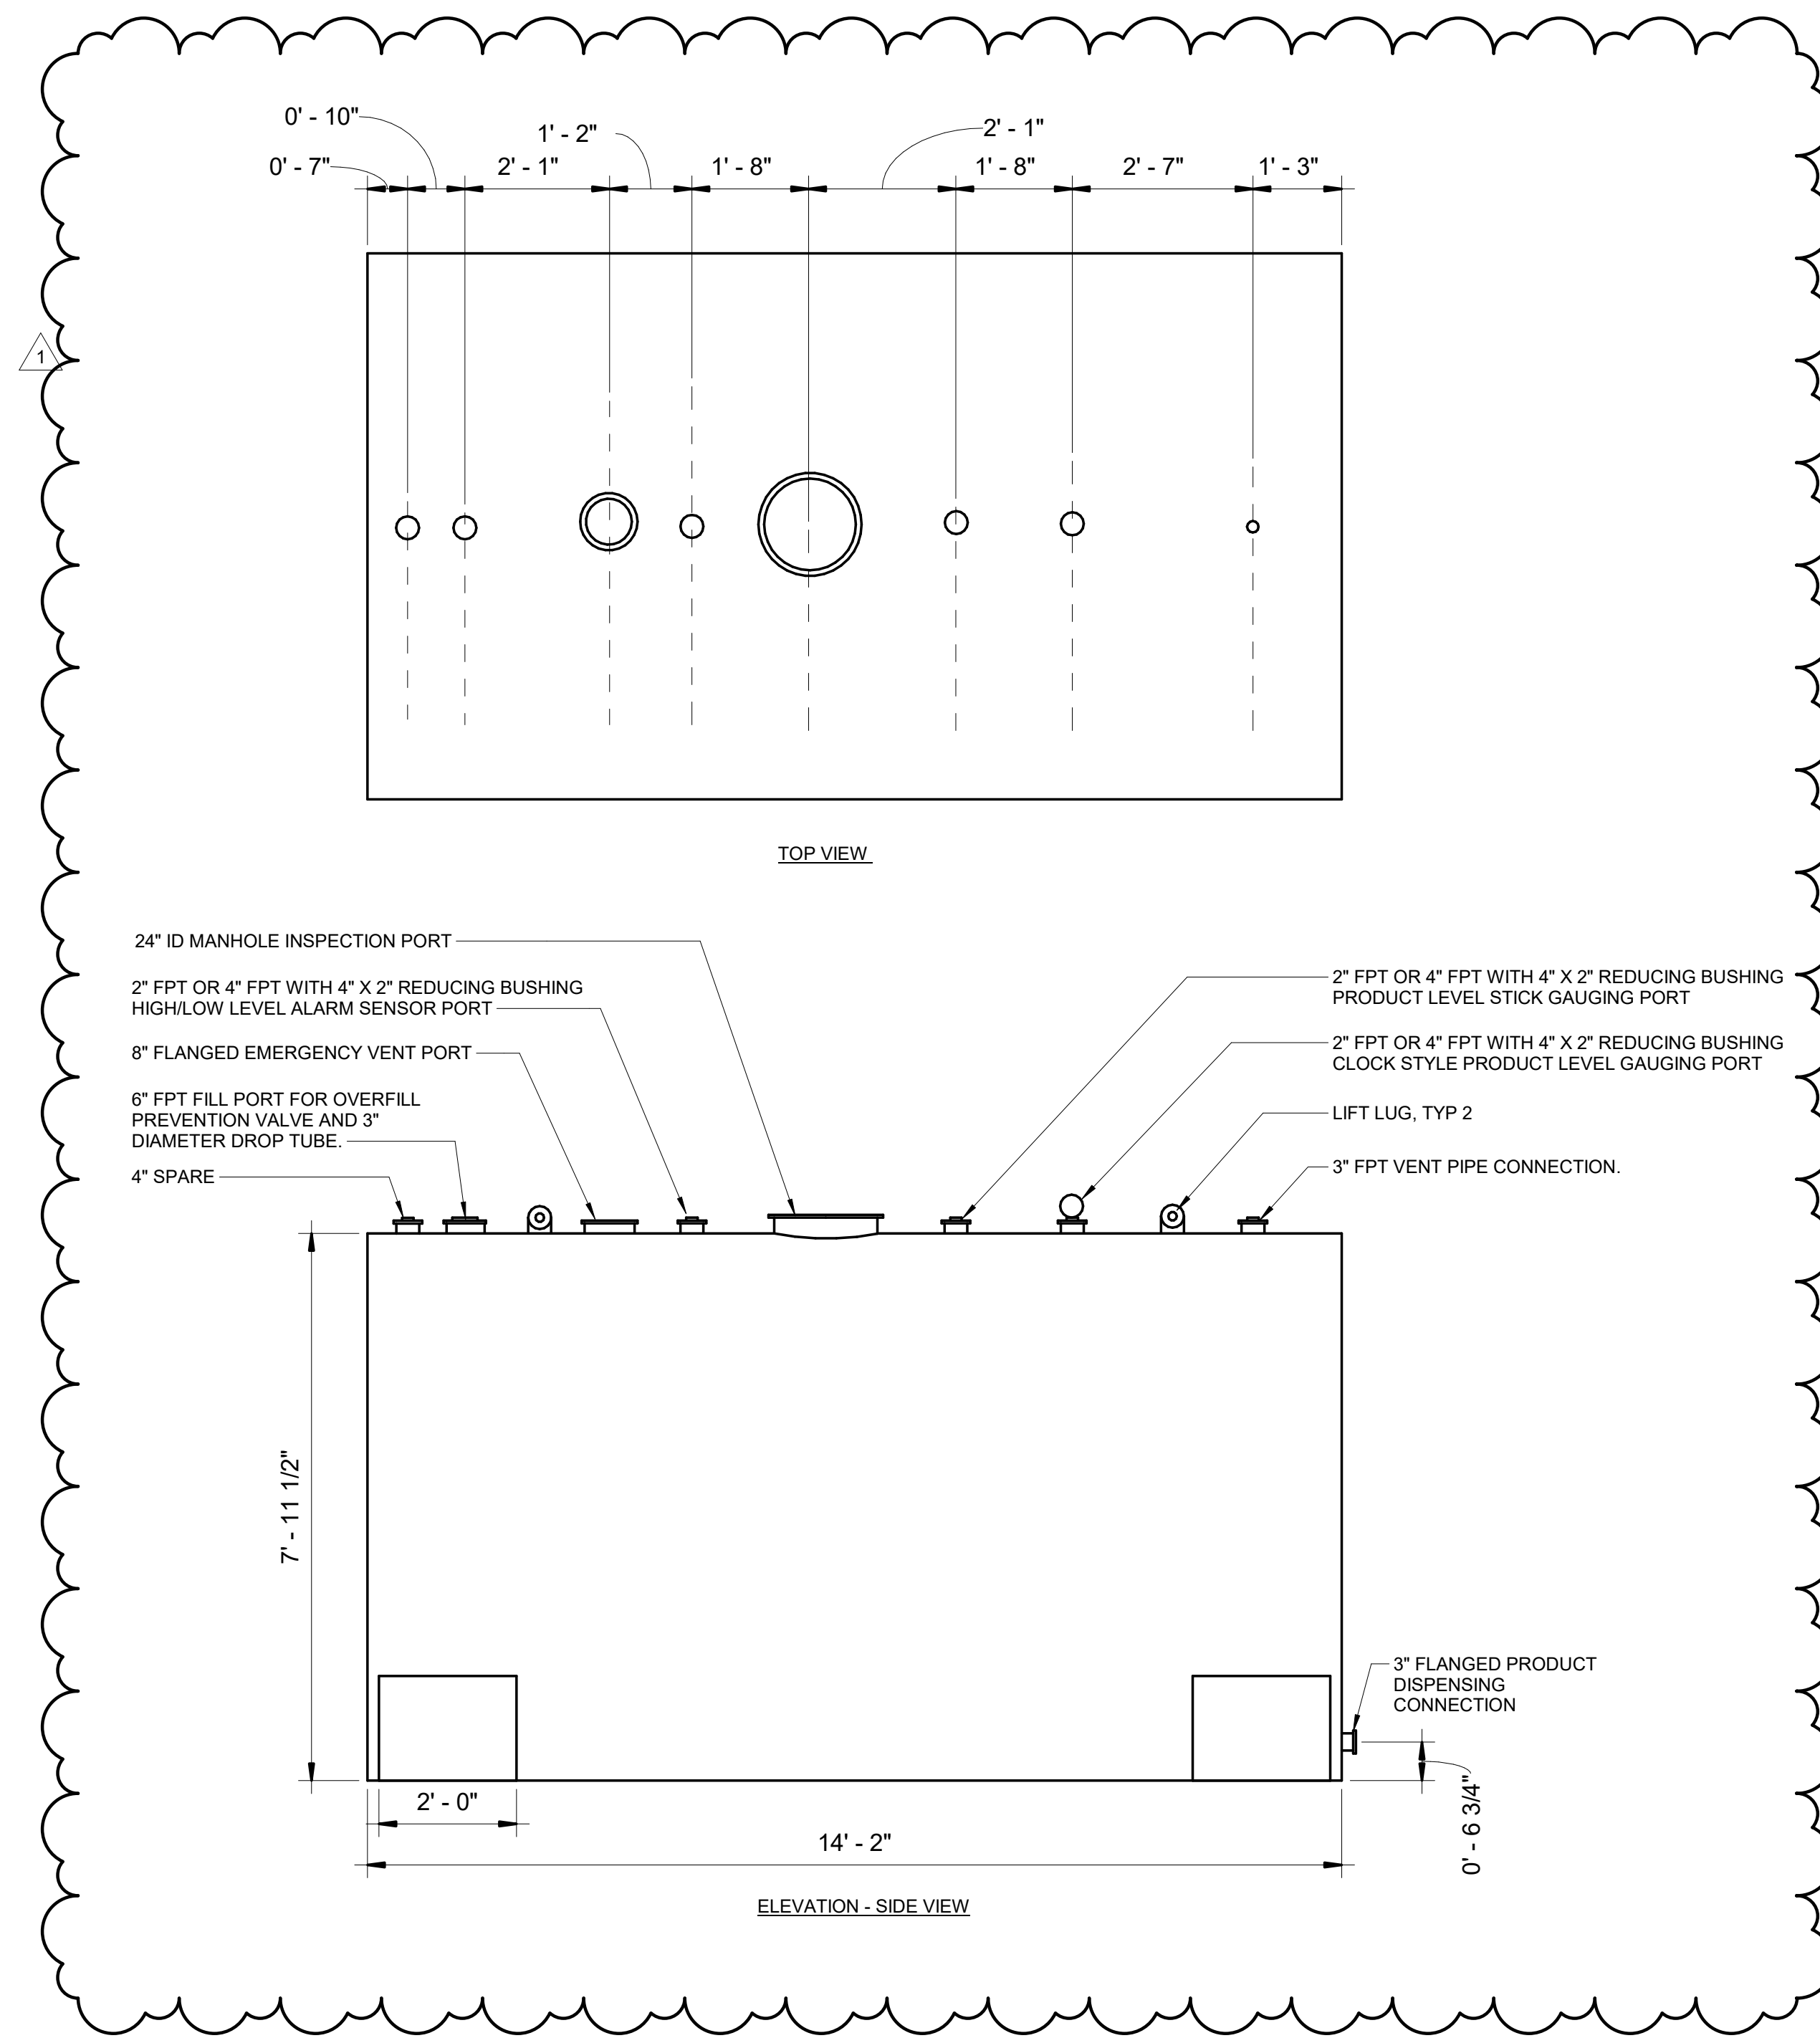 0' - 10"
1' - 2"
2' - 1"
0' - 7"
2' - 1"
1' - 8"
1' - 8"
2' - 7"
1' - 3"
1
TOP VIEW
24" ID MANHOLE INSPECTION PORT
2" FPT OR 4" FPT WITH 4" X 2" REDUCING BUSHING
HIGH/LOW LEVEL ALARM SENSOR PORT
8" FLANGED EMERGENCY VENT PORT
6" FPT FILL PORT FOR OVERFILL
PREVENTION VALVE AND 3"
DIAMETER DROP TUBE.
4" SPARE
2" FPT OR 4" FPT WITH 4" X 2" REDUCING BUSHING
PRODUCT LEVEL STICK GAUGING PORT
2" FPT OR 4" FPT WITH 4" X 2" REDUCING BUSHING
CLOCK STYLE PRODUCT LEVEL GAUGING PORT
LIFT LUG, TYP 2
3" FPT VENT PIPE CONNECTION.
7' - 11 1/2"
3" FLANGED PRODUCT
DISPENSING
CONNECTION
2' - 0"
0' - 6 3/4"
14' - 2"
ELEVATION - SIDE VIEW